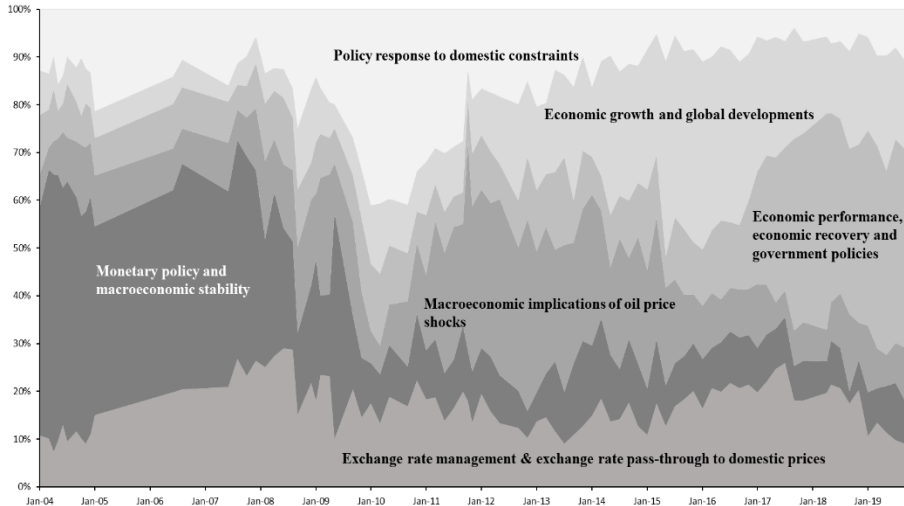 100%
90%
80%
70%
60%
50%
40%
30%
20%
10%
0%
Policy response to domestic constraints
Economic growth and global developments
Economic performance,
economic recovery and
government policies
Monetary policy and
macroeconomic stability
Macroeconomic implications of oil price
shocks
Exchange rate management & exchange rate pass-through to domestic prices
Jan-04 Jan-05 Jan-06 Jan-07 Jan-08 Jan-09 Jan-10 Jan-11 Jan-12 Jan-13 Jan-14 Jan-15 Jan-16 Jan-17 Jan-18 Jan-19